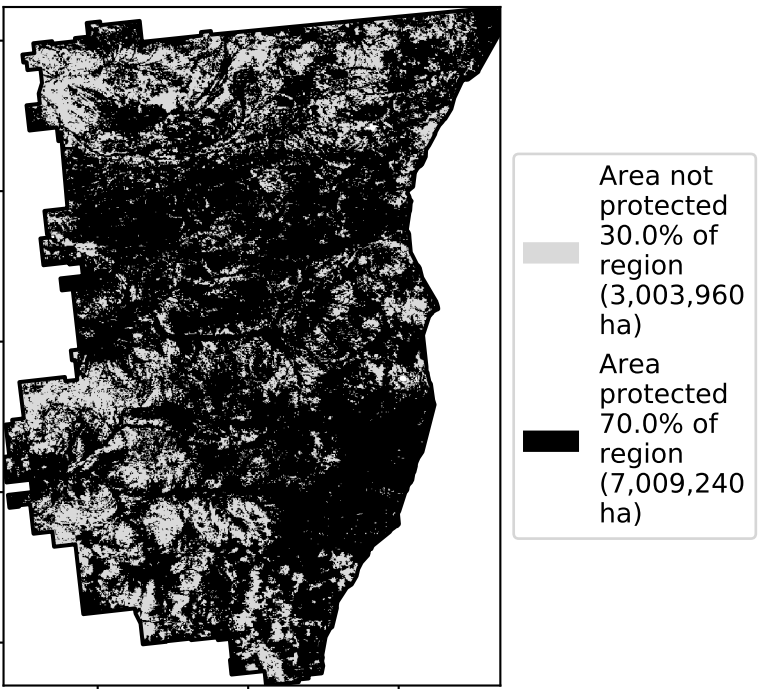 Area not
protected
30.0% of
region
(3,003,960
ha)
Area
protected
70.0% of
region
(7,009,240
ha)